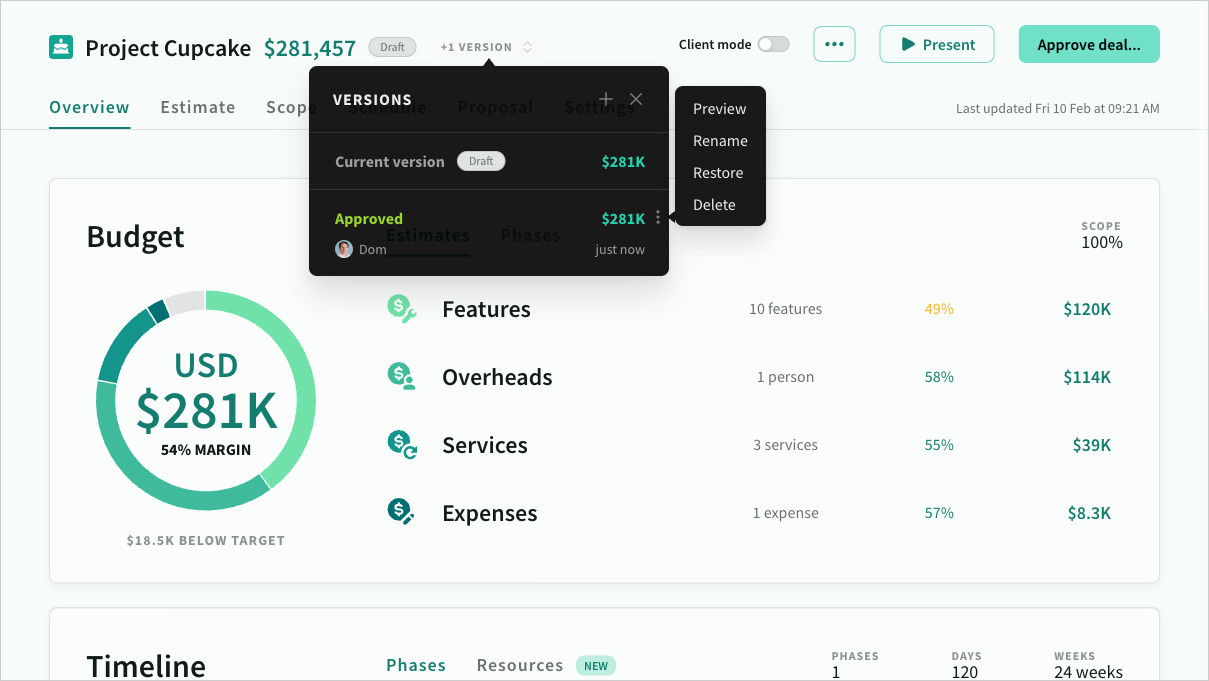 Project Cupcake $281,457 Draft +1 VERSION Client mode ••• Present Approve deal...
Overview Estimate Scope Schedule Proposal Settings Last updated Fri 10 Feb at 09:21 AM
VERSIONS
Current version Draft $281K
Approved $281K
Dom just now
Preview
Rename
Restore
Delete
Budget Estimates Phases SCOPE
100%
USD
$281K
54% MARGIN
$18.5K BELOW TARGET
Features 10 features 49% $120K
Overheads 1 person 58% $114K
Services 3 services 55% $39K
Expenses 1 expense 57% $8.3K
Timeline Phases Resources NEW
PHASES DAYS WEEKS
1 120 24 weeks